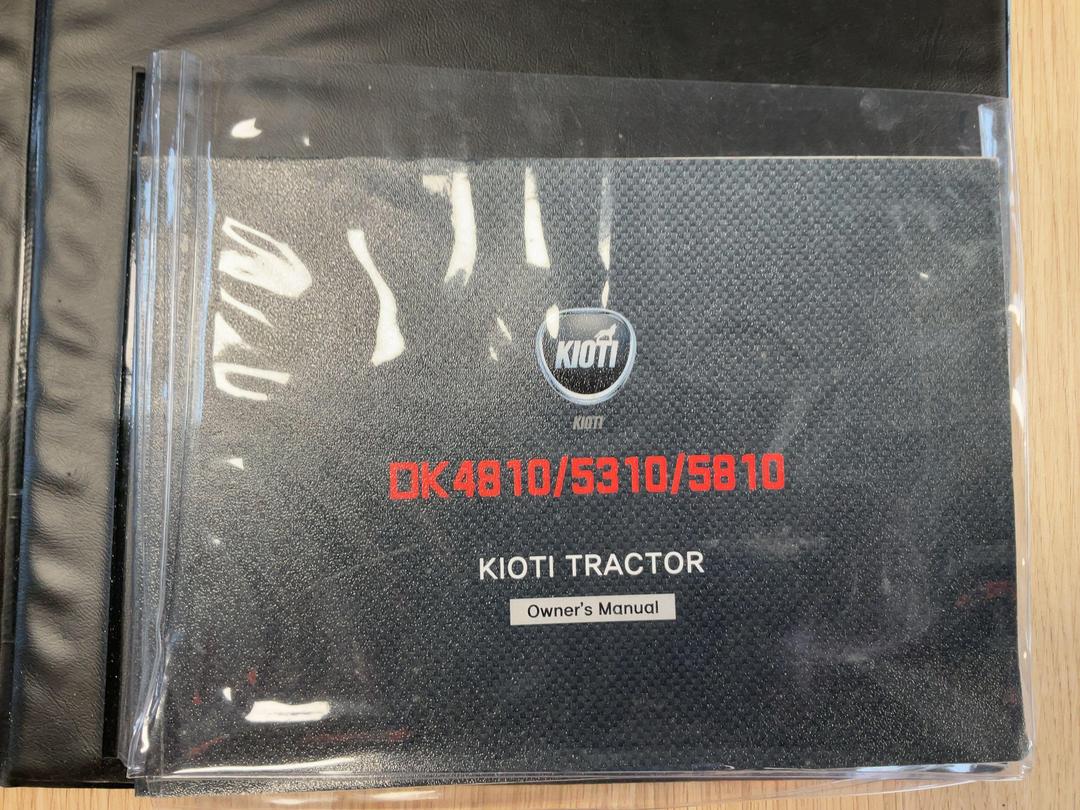 KIOTI
KIOTI
DK4810/5310/5810
KIOTI TRACTOR
Owner's Manual